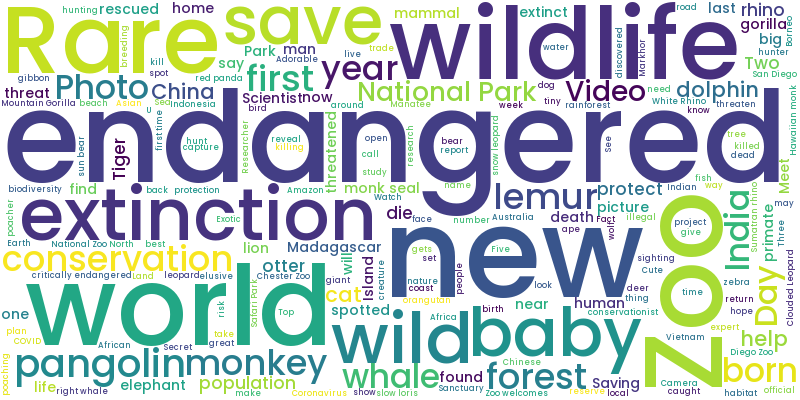 hunting rescued home mammal extinct road last rhino
Rare save wildlife
breeding Park man live trade Adorable water discovered Markhor gorilla Borneo
kill say big hunter
gibbon spot red panda first year Two San Diego
threat Photo China National Park Video dolphin
Mountain Gorilla beach Asian Sea Indonesia Scientist now Manatee week dog tiny rainforest need White Rhino threaten
U bird around know Hawaiian monk
endangered
sun bear Tiger first time hunt capture Researcher reveal killing threatened open call study research bear report snow leopard See tree killed dead
biodiversity find back protection Amazon monk seal name lemur protect Indian fish way Meet
poacher extinction Exotic Watch die face number Australia picture death Fact illegal India Sumatran rhino may
Earth National Zoo North best Madagascar ape wolf project give primate Three
conservation lion will Island new gets set Five sighting Zoo
critically endangered Land leopard elusive otter giant creature nature coast people human Cute zebra
world Chester Zoo cat orangutan look deer thing time return Day clouded Leopard
one risk Safari Park Top spotted Africa birth near conservationist hope
plan COVID African Secret take great wild baby Vietnam expert help
pangolin monkey Chinese Diego Zoo
poaching life elephant population whale found forest Saving Camera born
right whale make Coronavirus show slow loris Sanctuary Zoo welcomes reserve local caught habitat official